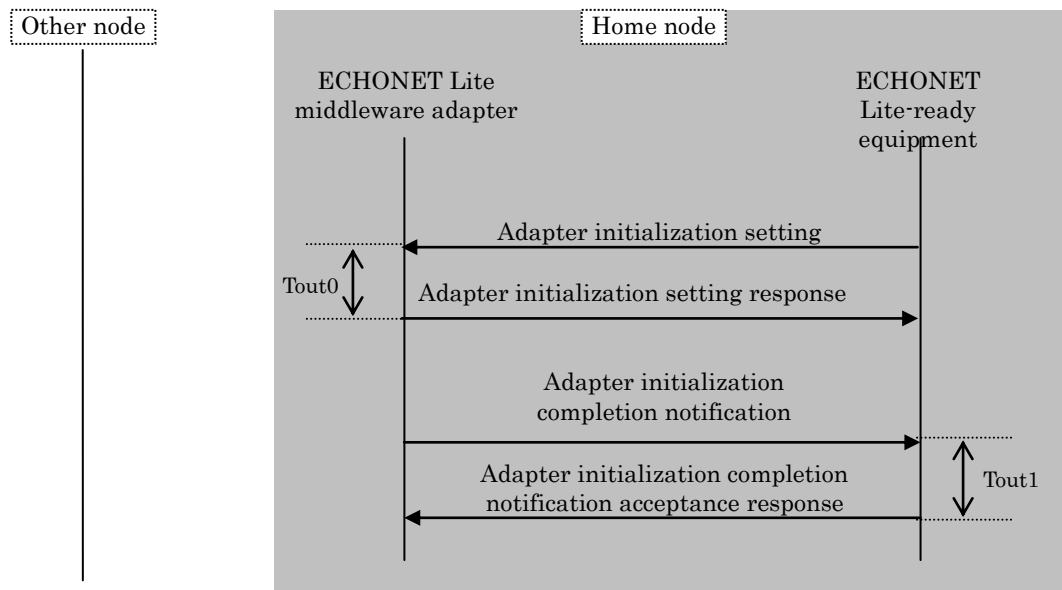 Other node
Home node
ECHONET Lite
middleware adapter
ECHONET
Lite-ready
equipment
Adapter initialization setting
Tout0
Adapter initialization setting response
Adapter initialization
completion notification
Adapter initialization completion
notification acceptance response
Tout1